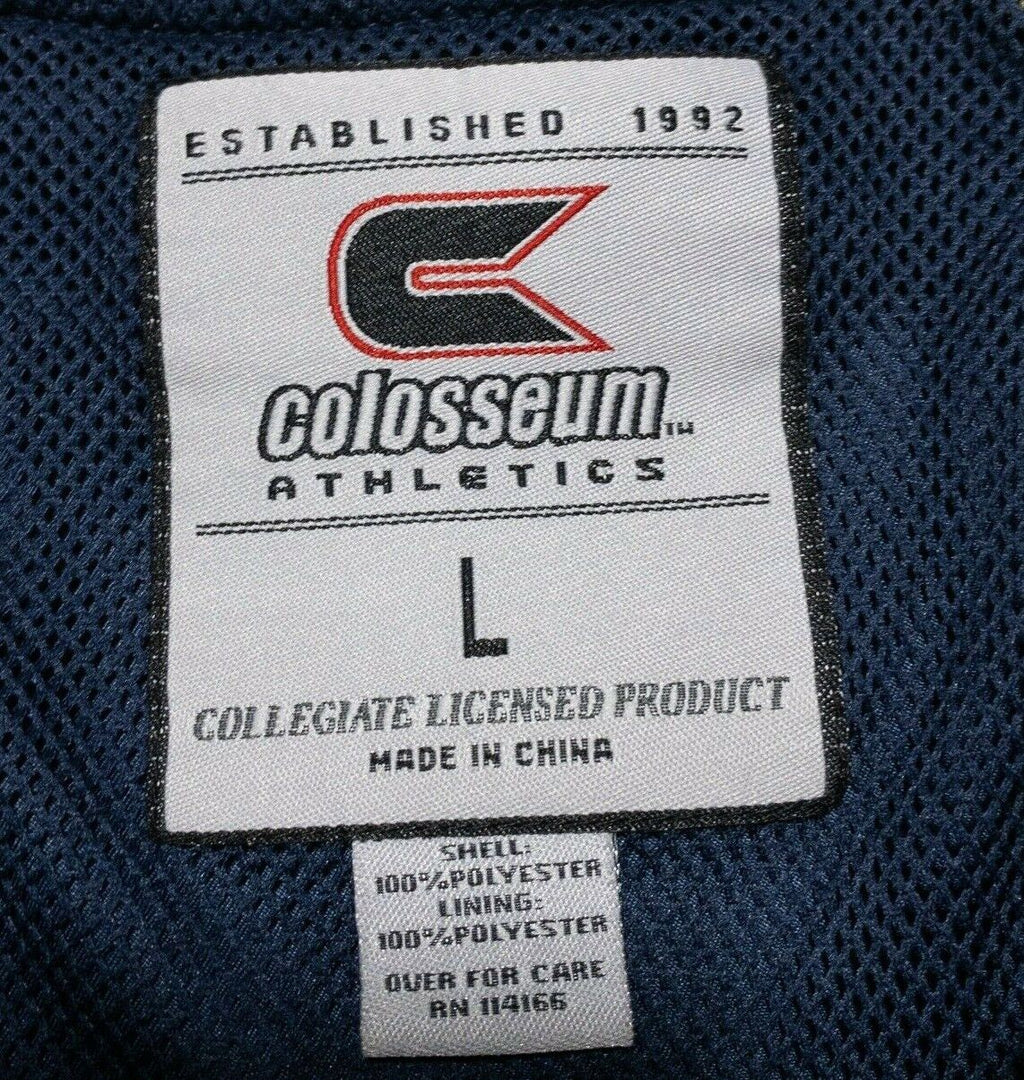 ESTABLISHED 1992
colosseum™
ATHLETICS
L
COLLEGIATE LICENSED PRODUCT
MADE IN CHINA
SHELL:
100%POLYESTER
LINING:
100%POLYESTER
OVER FOR CARE
RN 114166